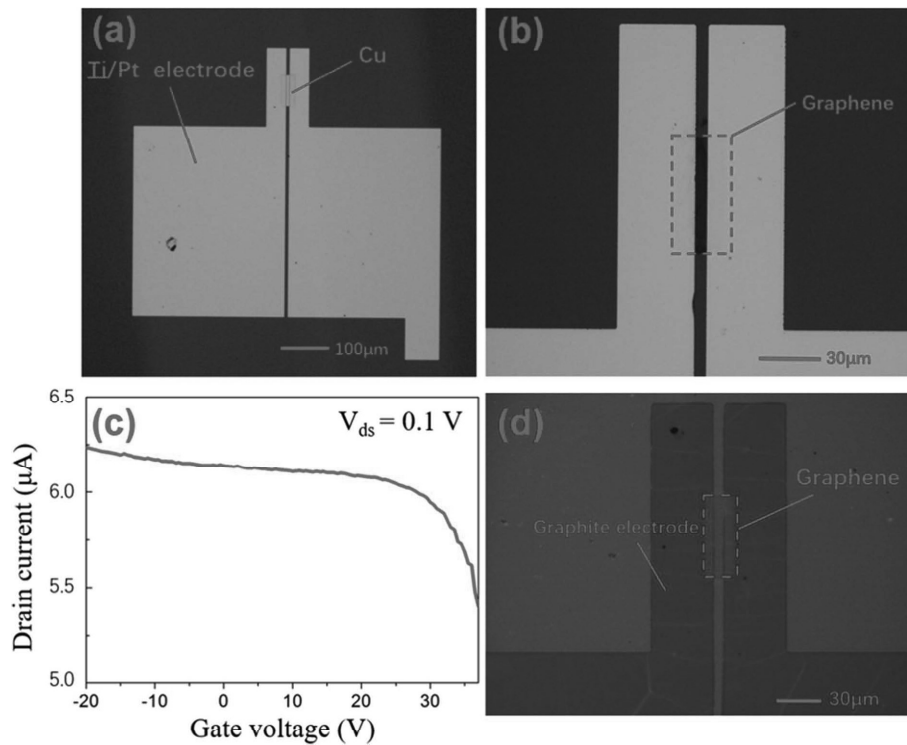 (a)
Ti/Pt electrode
Cu
100μm
(b)
Graphene
30μm
(c)
V_ds = 0.1 V
Drain current (μA)
6.5
6.0
5.5
5.0
-20
-10
0
10
20
30
Gate voltage (V)
(d)
Graphene
Graphite electrode
30μm